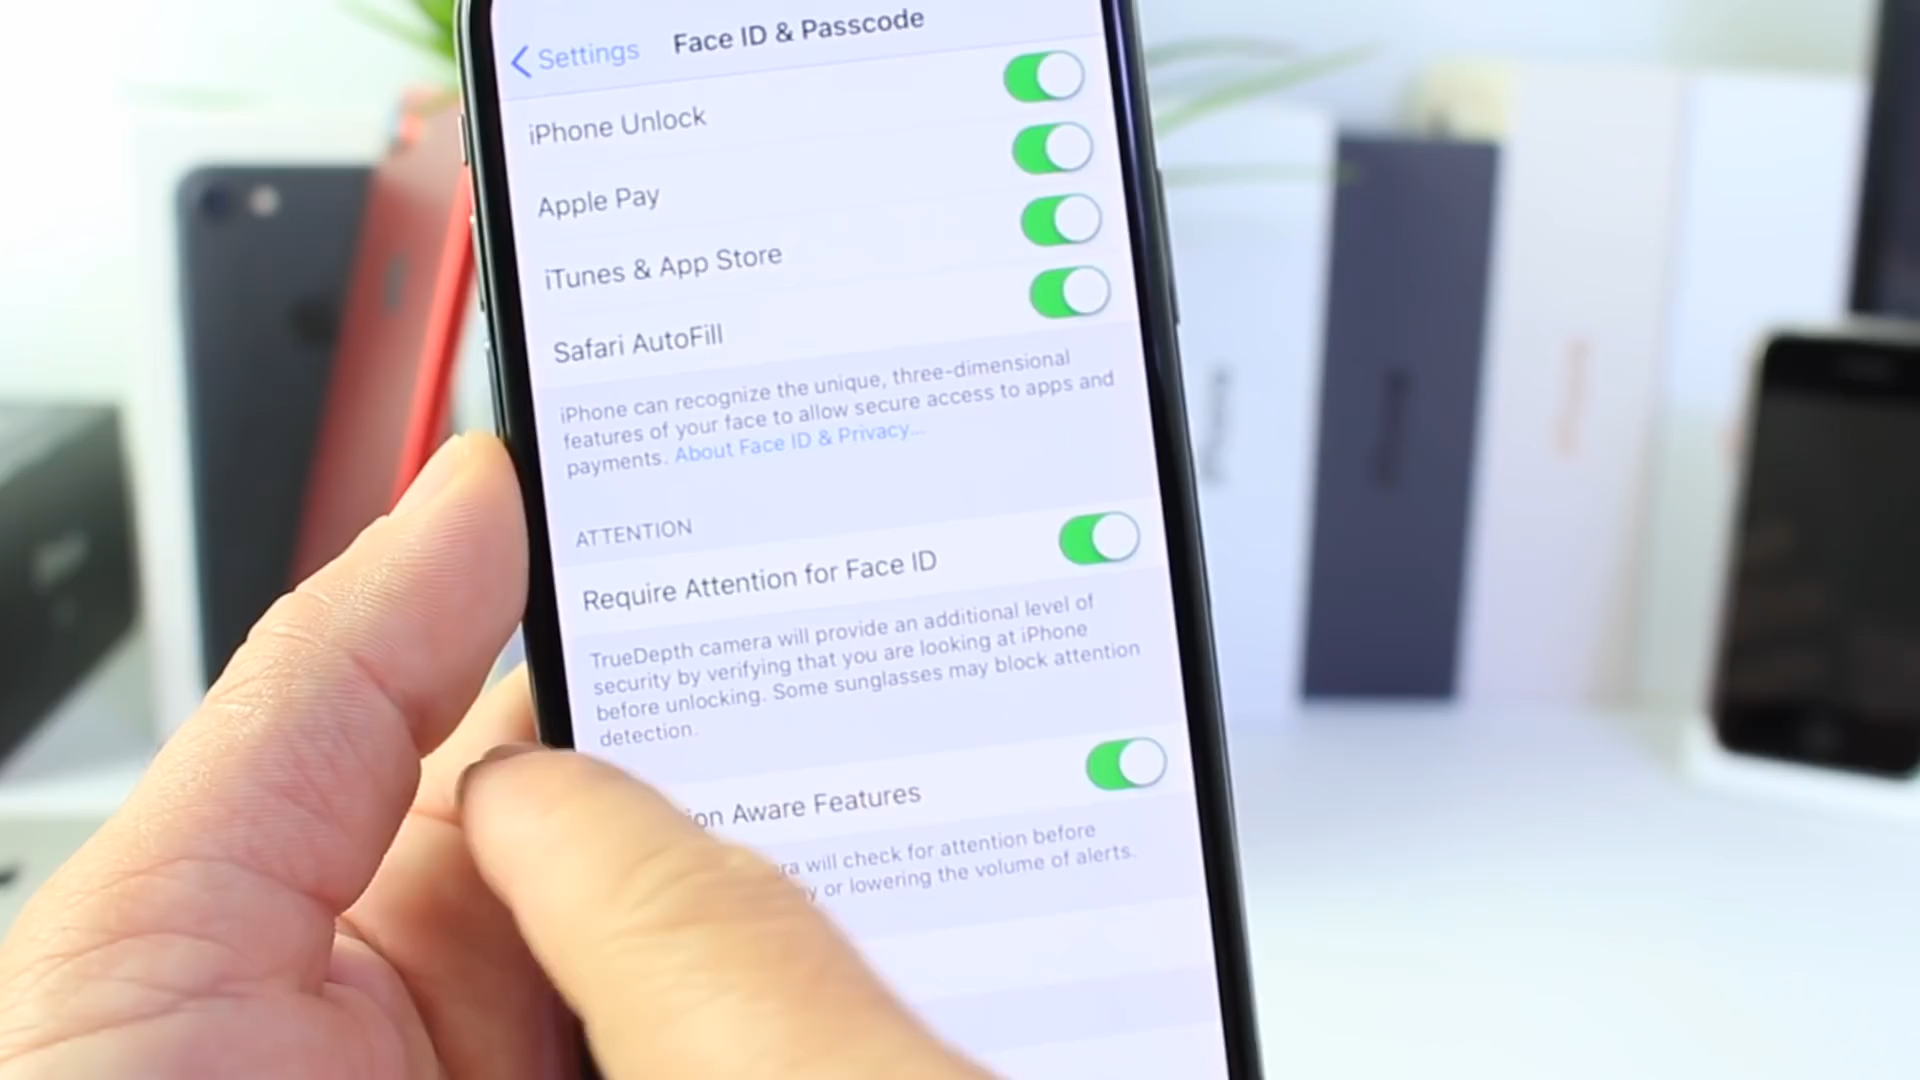 Settings
Face ID & Passcode
iPhone Unlock
Apple Pay
iTunes & App Store
Safari AutoFill
iPhone can recognize the unique, three-dimensional
features of your face to allow secure access to apps and
payments. About Face ID & Privacy...
ATTENTION
Require Attention for Face ID
TrueDepth camera will provide an additional level of
security by verifying that you are looking at iPhone
before unlocking. Some sunglasses may block attention
detection.
Aware Features
will check for attention before
or lowering the volume of alerts.